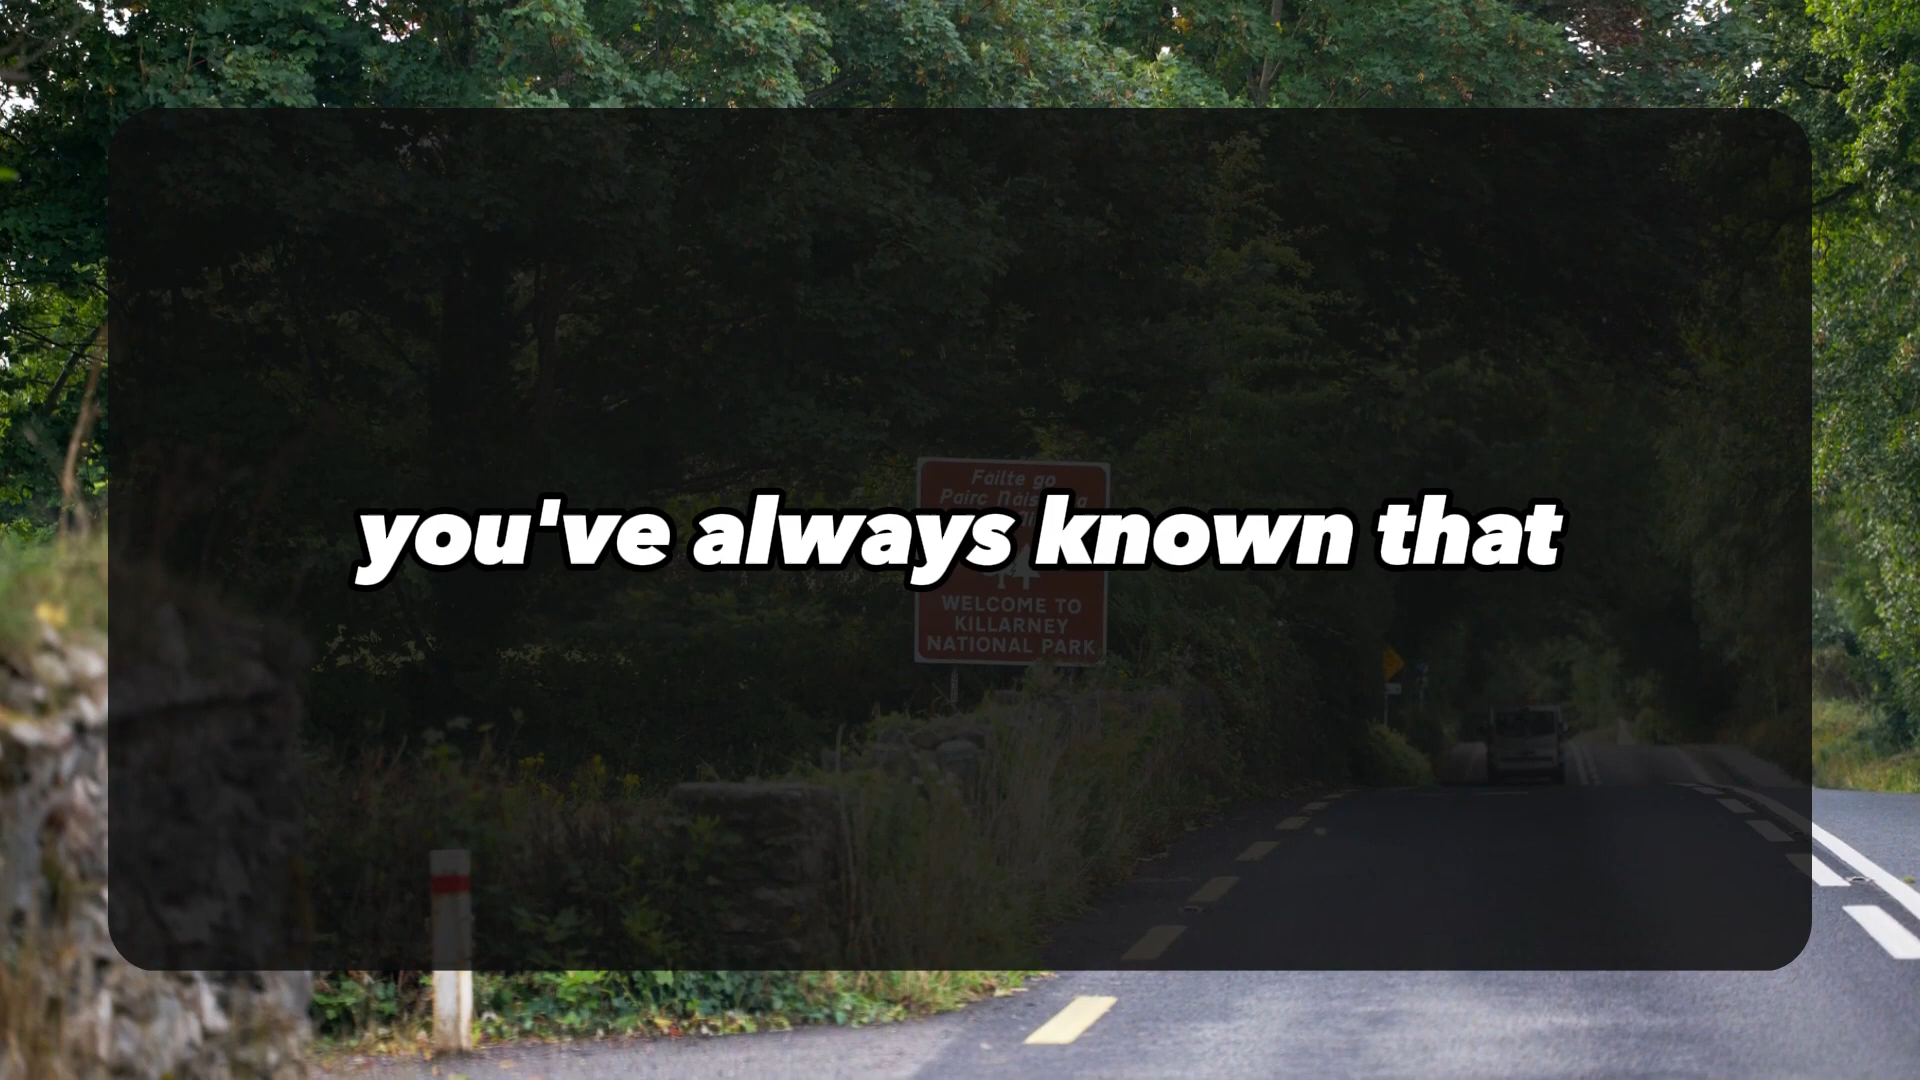 Failte go
you've always known that
WELCOME TO
KILLARNEY
NATIONAL PARK